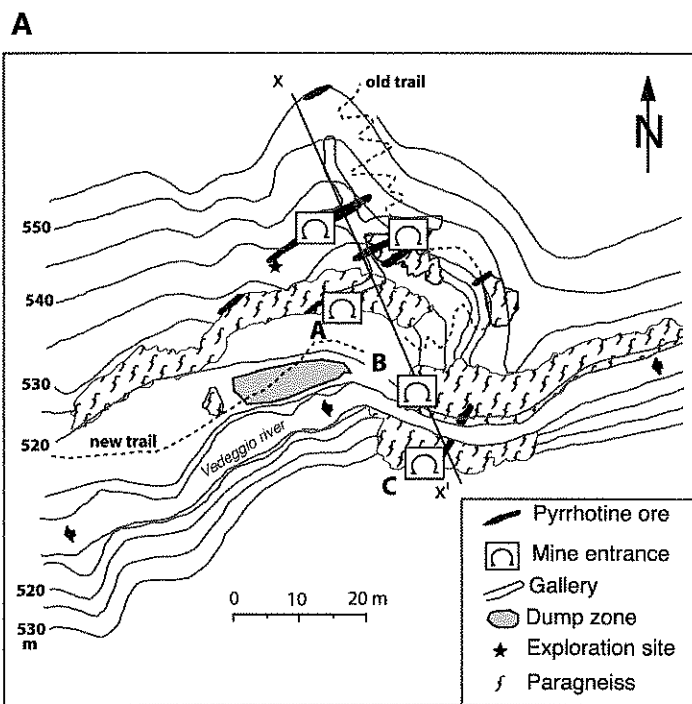 A
X
old trail
N
550
540
530
520
A
B
new trail
Vedeggio river
C
X'
520
530
m
0 10 20 m
Pyrrhotine ore
Mine entrance
Gallery
Dump zone
Exploration site
Paragneiss